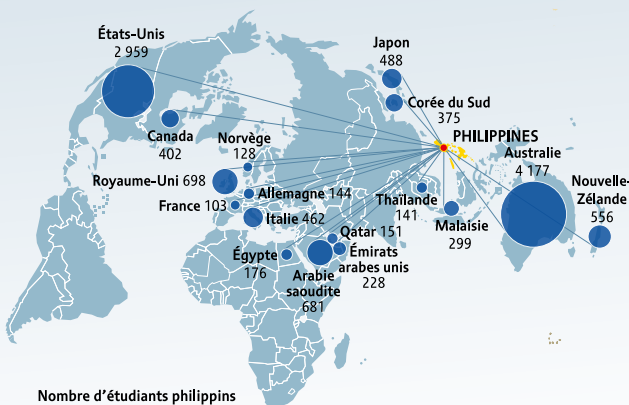 États-Unis
2 959
Japon
488
Corée du Sud
375
Canada
402
Norvège
128
PHILIPPINES
Australie
4 177
Royaume-Uni 698
Allemagne 144
Nouvelle-
Zélande
556
France 103
Italie 462
Thaïlande
141
Malaisie
299
Qatar 151
Égypte
176
Émirats
arabes unis
228
Arabie
saoudite
681
Nombre d'étudiants philippins